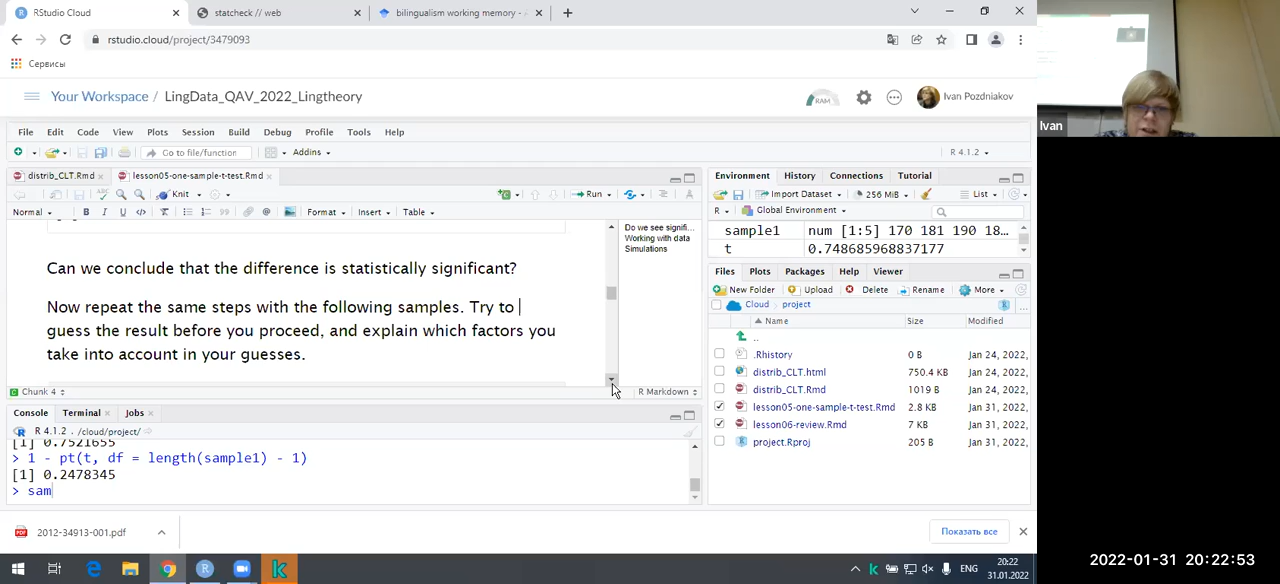 RStudio Cloud
statcheck // web
bilingualism working memory -
rstudio.cloud/project/3479093
Сервисы
Your Workspace / LingData_QAV_2022_Lingtheory
RAM
Ivan Pozdniakov
File Edit Code View Plots Session Build Debug Profile Tools Help
Go to file/function
Addins
R 4.1.2
distrib_CLT.Rmd
lesson05-one-sample-t-test.Rmd
Knit
Run
Normal
B I U
Format
Insert
Table
Can we conclude that the difference is statistically significant?
Now repeat the same steps with the following samples. Try to
guess the result before you proceed, and explain which factors you
take into account in your guesses.
Do we see signifi...
Working with data
Simulations
Chunk 4
R Markdown
Console Terminal Jobs
R 4.1.2 . /cloud/project/
[1] 0.7521655
> 1 - pt(t, df = length(sample1) - 1)
[1] 0.2478345
> sam
Environment History Connections Tutorial
Import Dataset
256 MiB
List
R
Global Environment
sample1 num [1:5] 170 181 190 18...
t 0.748685968837177
Files Plots Packages Help Viewer
New Folder Upload Delete Rename More
Cloud project
Name Size Modified
..
.Rhistory 0 B Jan 24, 2022,
distrib_CLT.html 750.4 KB Jan 24, 2022,
distrib_CLT.Rmd 1019 B Jan 24, 2022,
lesson05-one-sample-t-test.Rmd 2.8 KB Jan 31, 2022,
lesson06-review.Rmd 7 KB Jan 31, 2022,
project.Rproj 205 B Jan 31, 2022,
2012-34913-001.pdf
Показать все
ENG
20:22
31.01.2022
Ivan
2022-01-31 20:22:53